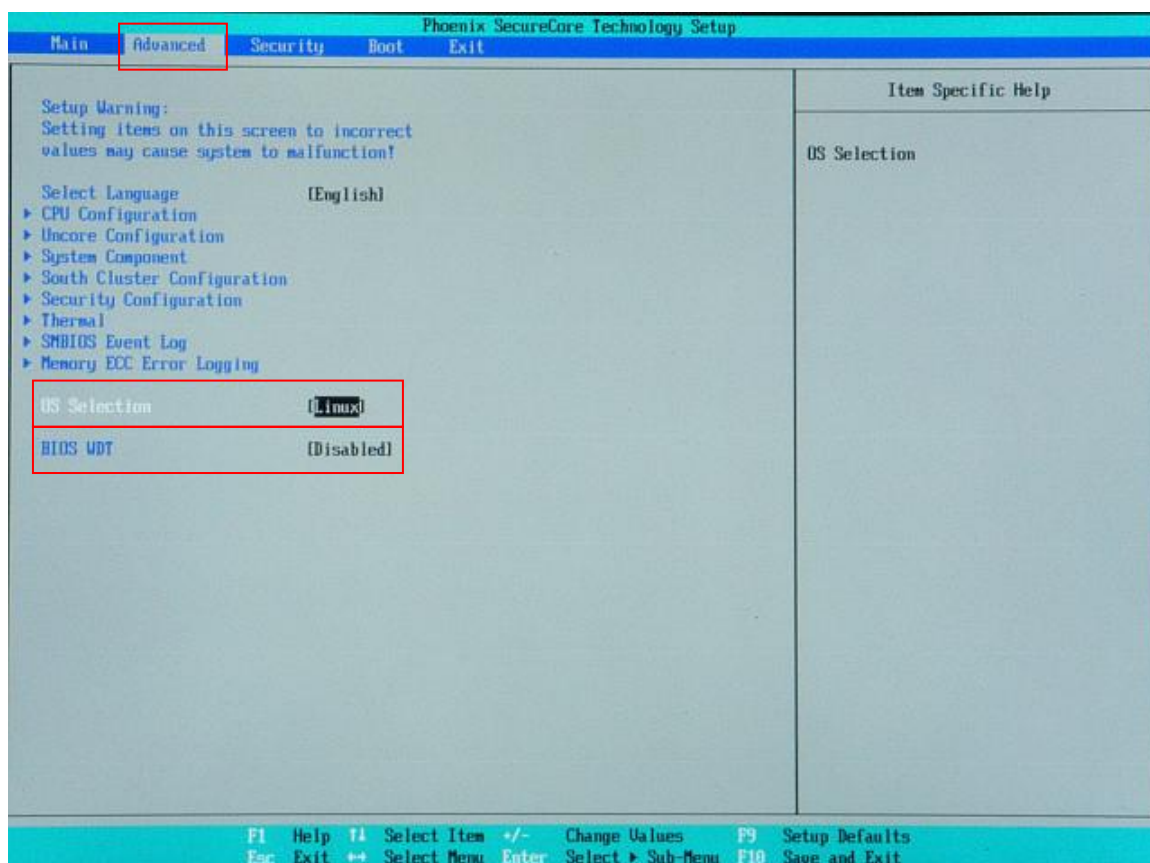 Phoenix SecureCore Technology Setup
Main Advanced Security Boot Exit
Item Specific Help
Setup Warning:
Setting items on this screen to incorrect
values may cause system to malfunction!
OS Selection
Select Language [English]
▶ CPU Configuration
▶ Uncore Configuration
▶ System Component
▶ South Cluster Configuration
▶ Security Configuration
▶ Thermal
▶ SMBIOS Event Log
▶ Memory ECC Error Logging
OS Selection [Linux]
BIOS WDT [Disabled]
F1 Help ↑↓ Select Item +/- Change Values F9 Setup Defaults
Esc Exit ↔ Select Menu Enter Select ▶ Sub-Menu F10 Save and Exit